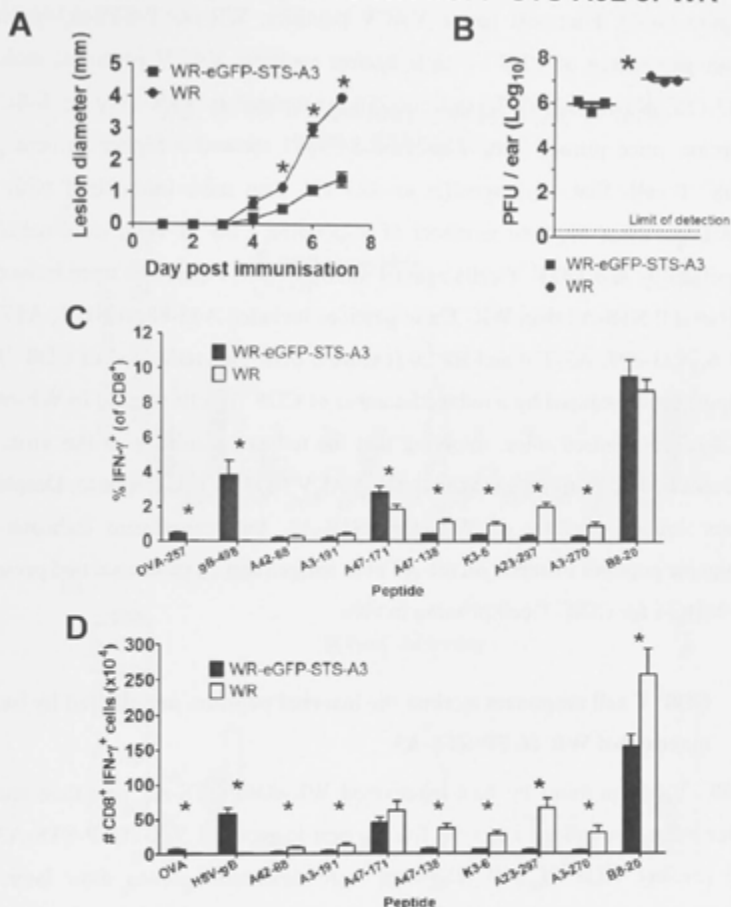 A
Lesion diameter (mm)
5
4
3
2
1
0
WR-eGFP-STS-A3
WR
*
*
*
0
2
4
6
8
Day post immunisation
B
PFU / ear (Log10)
8
6
4
2
0
*
Limit of detection
WR-eGFP-STS-A3
WR
C
% IFN-γ+ (of CD8+)
12
10
8
6
4
2
0
WR-eGFP-STS-A3
WR
* * * * * * *
OVA-257
gB-498
A42-88
A3-191
A47-171
A47-138
K3-6
A23-297
A3-270
B8-20
Peptide
D
# CD8+ IFN-γ+ cells (x10⁴)
300
250
200
150
100
50
0
WR-eGFP-STS-A3
WR
* * * * * * * * *
OVA
HSV-gB
A42-88
A3-191
A47-171
A47-138
K3-6
A23-297
A3-270
B8-20
Peptide